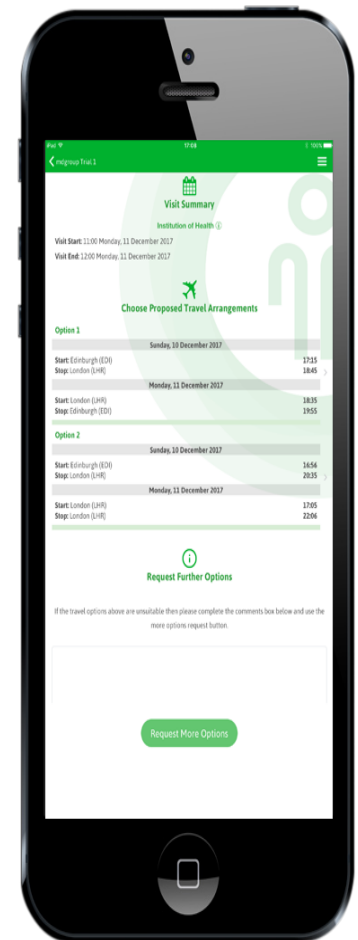 iPad 17:08 100%
mdgroup Trial 1
Visit Summary
Institution of Health
Visit Start: 11:00 Monday, 11 December 2017
Visit End: 12:00 Monday, 11 December 2017
Choose Proposed Travel Arrangements
Option 1
Sunday, 10 December 2017
Start: Edinburgh (EDI) 17:15
Stop: London (LHR) 18:45
Monday, 11 December 2017
Start: London (LHR) 18:35
Stop: Edinburgh (EDI) 19:55
Option 2
Sunday, 10 December 2017
Start: Edinburgh (EDI) 16:56
Stop: London (LHR) 20:35
Monday, 11 December 2017
Start: London (LHR) 17:05
Stop: London (LHR) 22:06
Request Further Options
If the travel options above are unsuitable then please complete the comments box below and use the
more options request button.
Request More Options